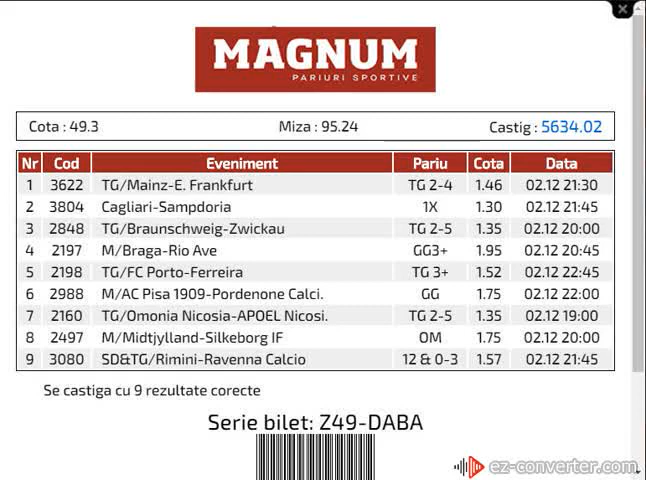 MAGNUM
PARIURI SPORTIVE
Cota : 49.3 Miza : 95.24 Castig : 5634.02
Nr Cod Eveniment Pariu Cota Data
1 3622 TG/Mainz-E. Frankfurt TG 2-4 1.46 02.12 21:30
2 3804 Cagliari-Sampdoria 1X 1.30 02.12 21:45
3 2848 TG/Braunschweig-Zwickau TG 2-5 1.35 02.12 20:00
4 2197 M/Braga-Rio Ave GG3+ 1.95 02.12 20:45
5 2198 TG/FC Porto-Ferreira TG 3+ 1.52 02.12 22:45
6 2988 M/AC Pisa 1909-Pordenone Calci. GG 1.75 02.12 22:00
7 2160 TG/Omonia Nicosia-APOEL Nicosi. TG 2-5 1.35 02.12 19:00
8 2497 M/Midtjylland-Silkeborg IF OM 1.75 02.12 20:00
9 3080 SD&TG/Rimini-Ravenna Calcio 12 & 0-3 1.57 02.12 21:45
Se castiga cu 9 rezultate corecte
Serie bilet: Z49-DABA
ez-converter.com